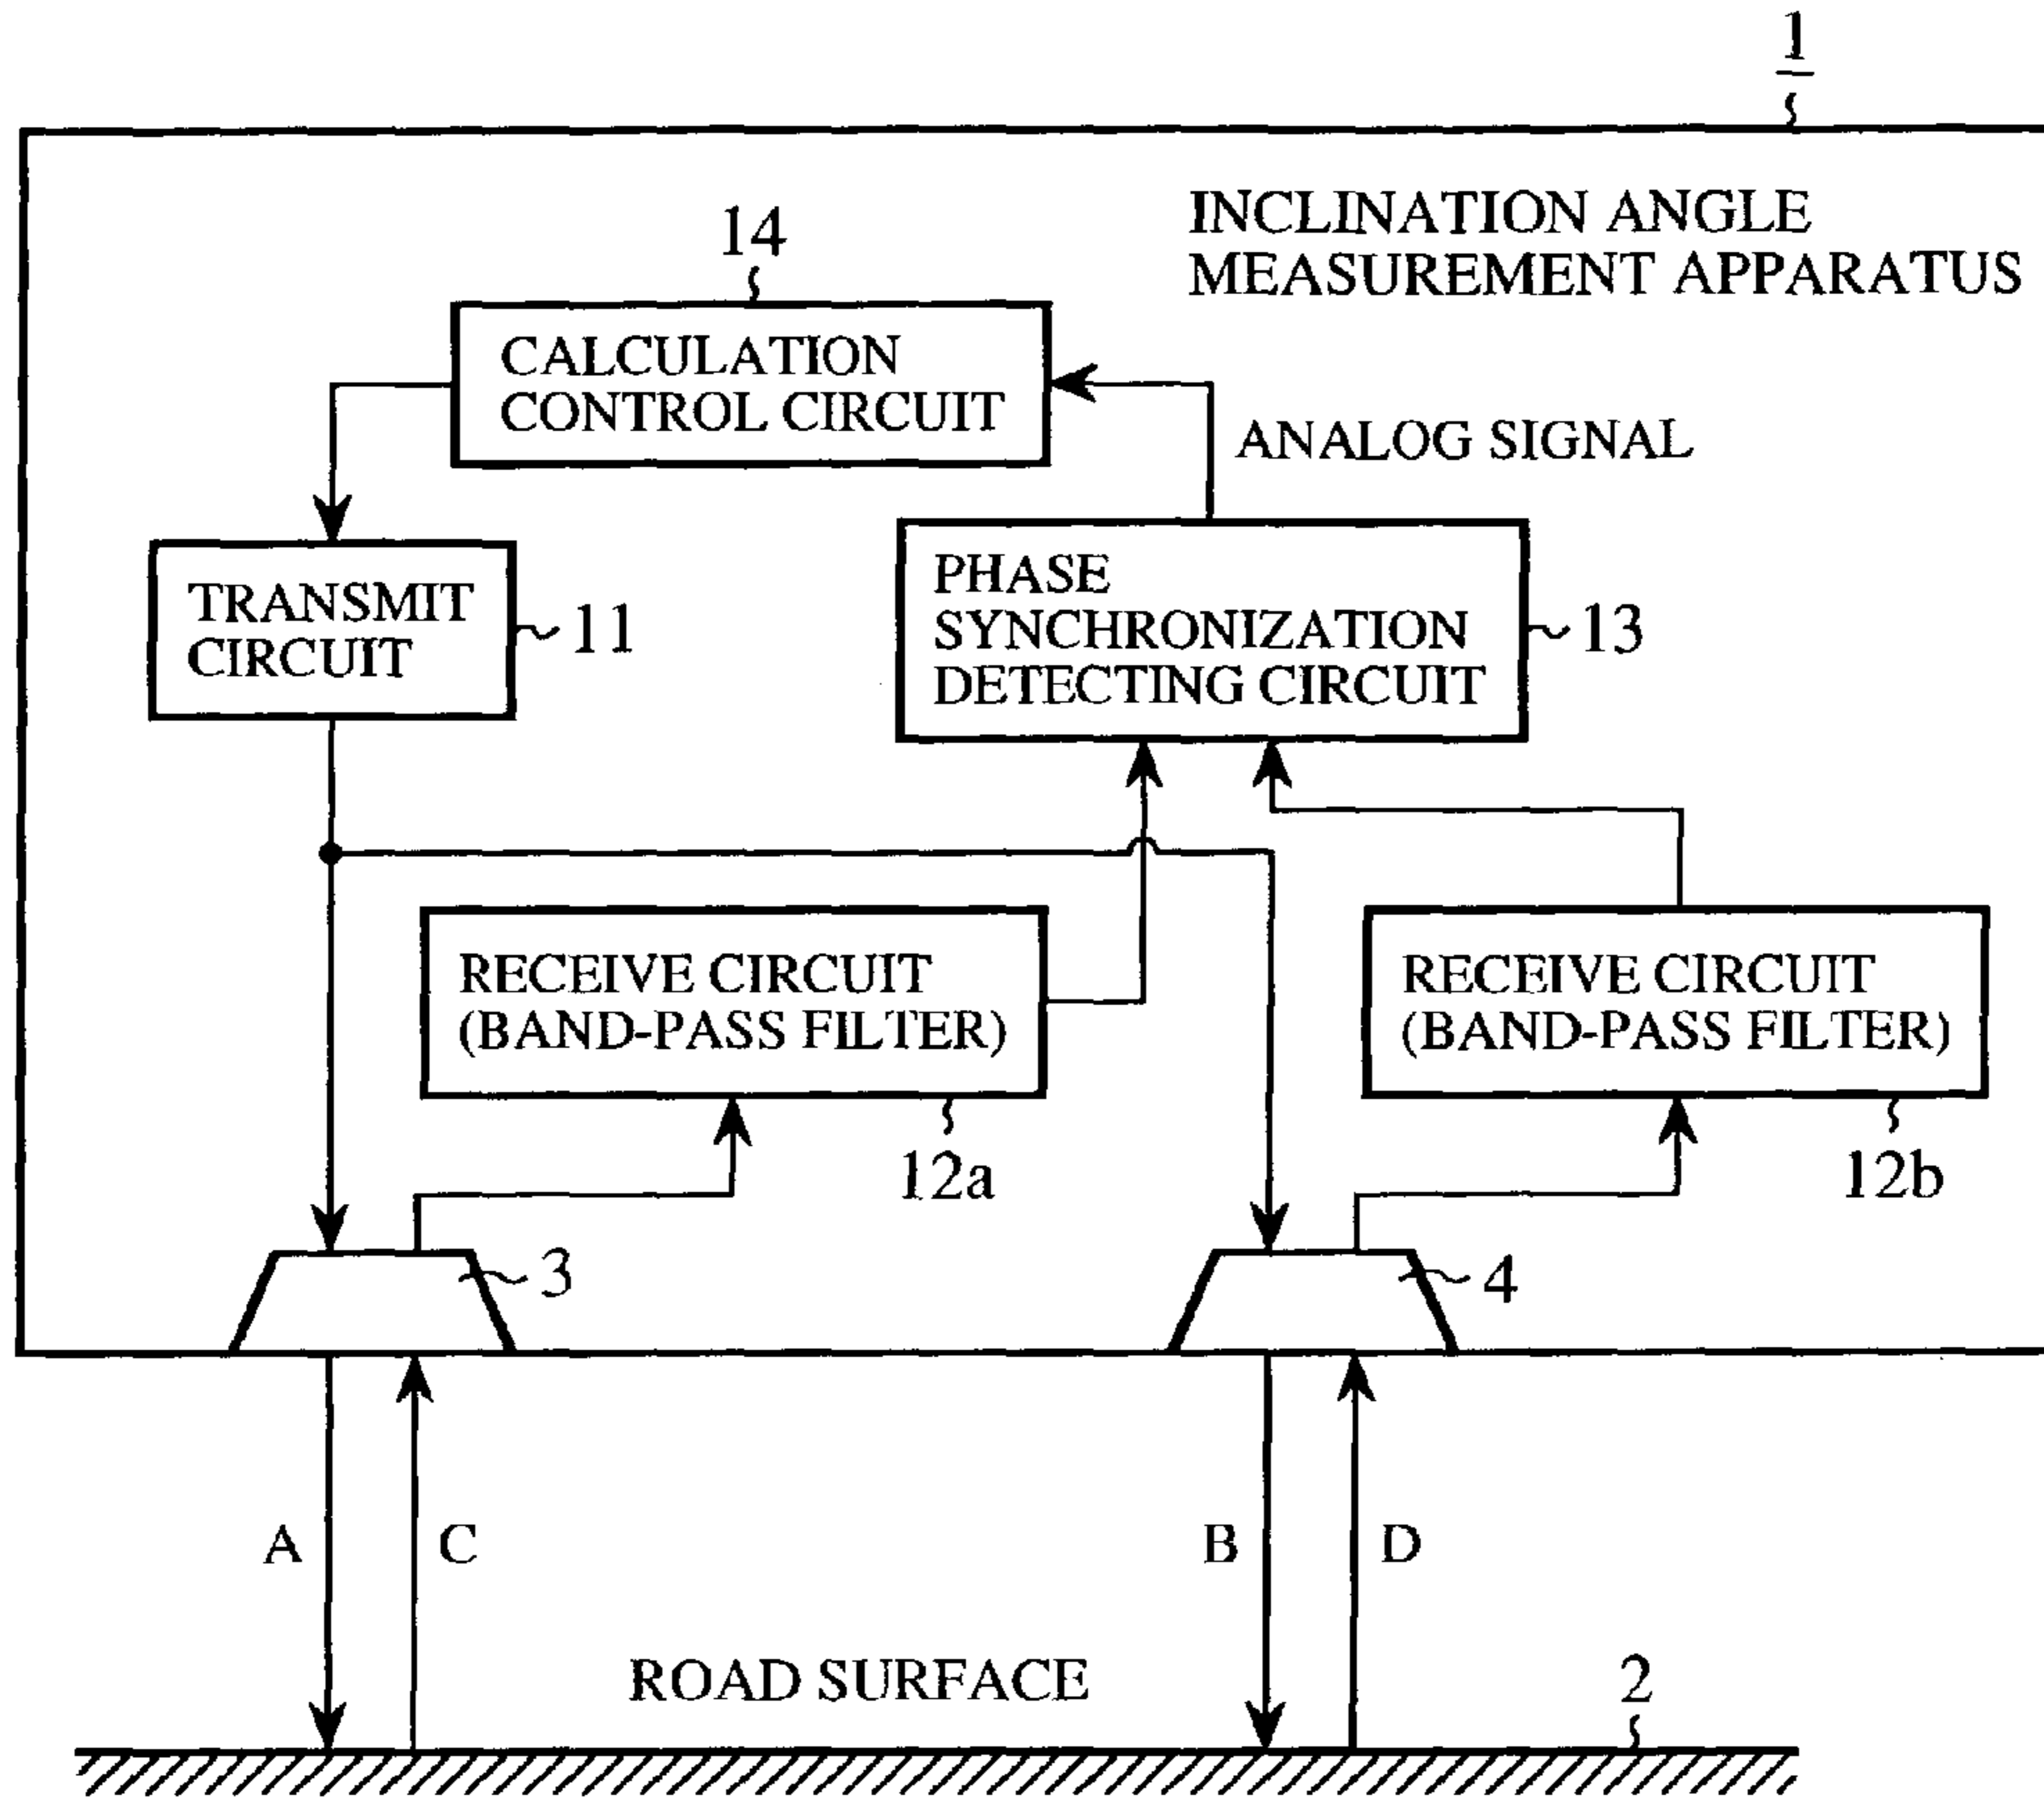 1
INCLINATION ANGLE
MEASUREMENT APPARATUS
14
CALCULATION
CONTROL CIRCUIT
ANALOG SIGNAL
TRANSMIT
CIRCUIT
11
PHASE
SYNCHRONIZATION
DETECTING CIRCUIT
13
RECEIVE CIRCUIT
(BAND-PASS FILTER)
12a
RECEIVE CIRCUIT
(BAND-PASS FILTER)
12b
3
4
A
C
B
D
ROAD SURFACE
2